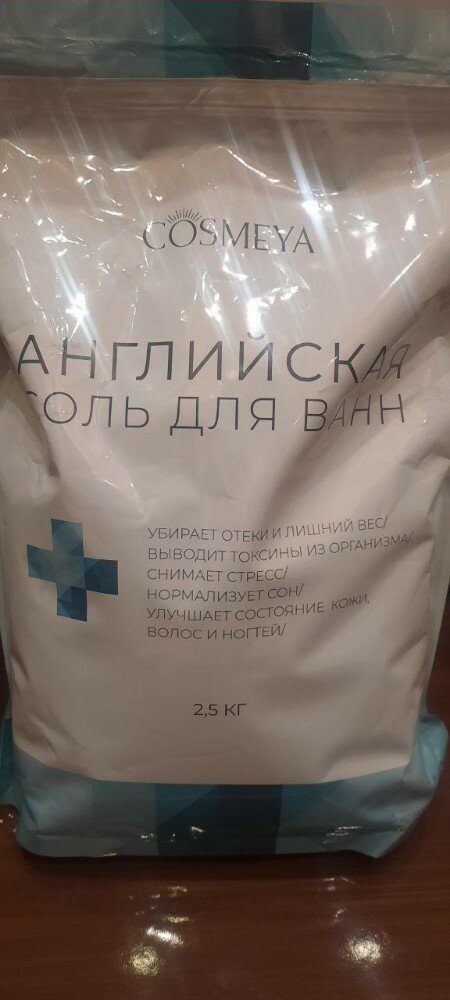 COSMEYA
АНГЛИЙСКАЯ
СОЛЬ ДЛЯ ВАНН
УБИРАЕТ ОТЕКИ И ЛИШНИЙ ВЕС/
ВЫВОДИТ ТОКСИНЫ ИЗ ОРГАНИЗМА/
СНИМАЕТ СТРЕСС/
НОРМАЛИЗУЕТ СОН/
УЛУЧШАЕТ СОСТОЯНИЕ КОЖИ,
ВОЛОС И НОГТЕЙ/
2,5 КГ